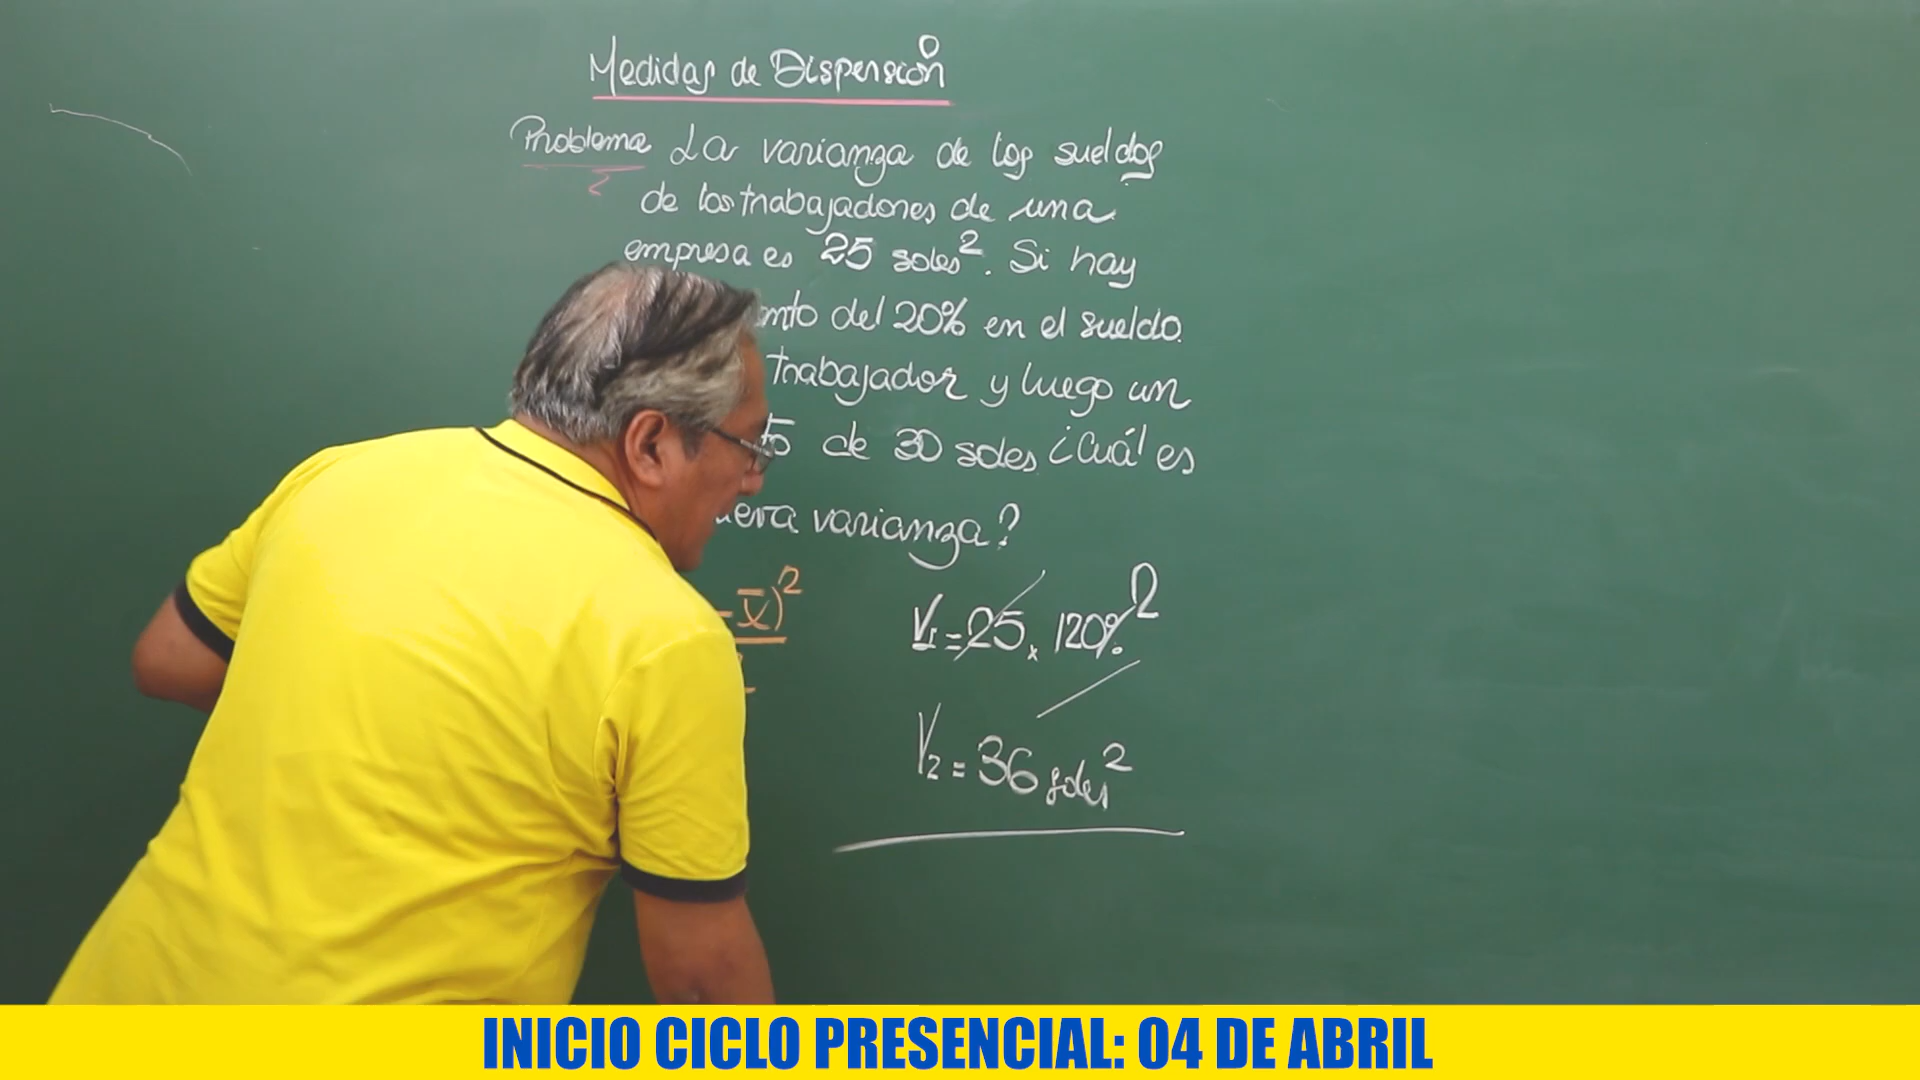 Medidas de Dispersión
Problema La varianza de los sueldos
de los trabajadores de una
empresa es 25 soles². Si hay
del 20% en el sueldo
trabajador y luego un
de 30 soles ¿Cuál es
varianza?
x̄)²
V₁ = 25 x 120%²
V₂ = 36 soles²
INICIO CICLO PRESENCIAL: 04 DE ABRIL